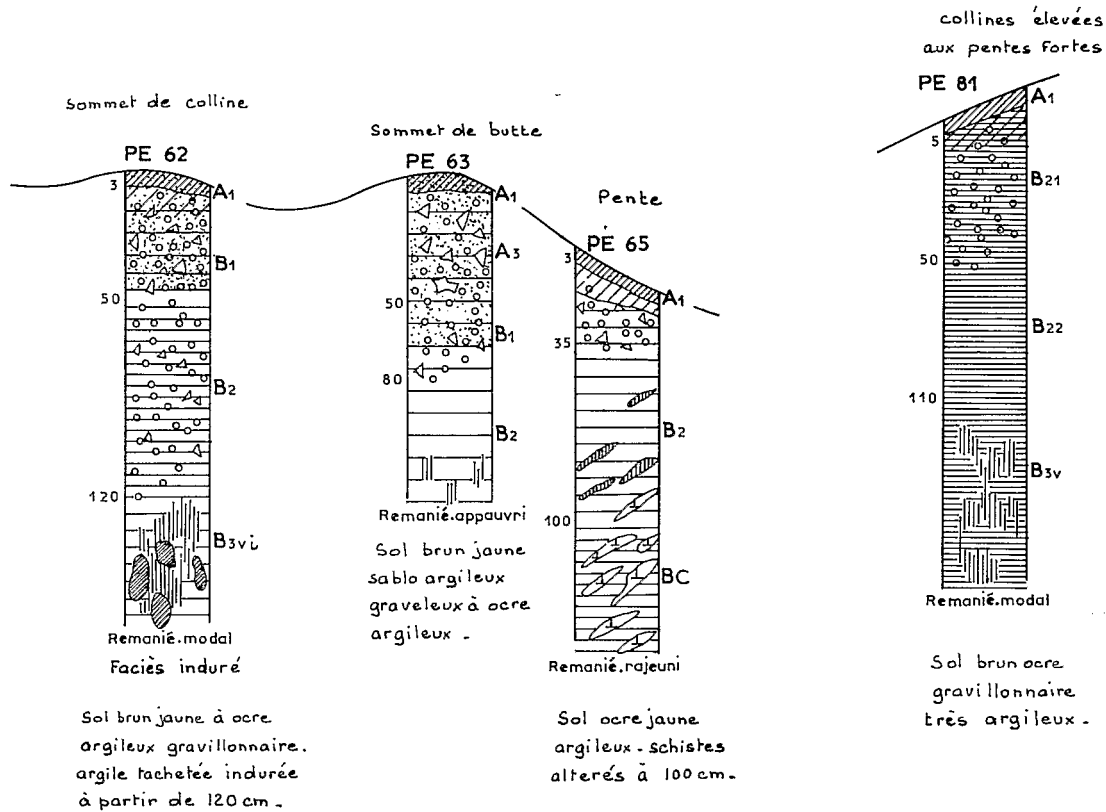 collines élevées
aux pentes fortes
PE 81
A1
5
B21
50
B22
110
B3v
Remanié.modal
Sol brun ocre
gravillonnaire
très argileux.
Sommet de colline
PE 62
3
A1
B1
50
B2
120
B3vi
Remanié.modal
Faciès induré
Sol brun jaune à ocre
argileux gravillonnaire.
argile tachetée indurée
à partir de 120 cm.
Sommet de butte
PE 63
A1
A3
50
B1
80
B2
Remanié.appauvri
Sol brun jaune
sablo argileux
graveleux à ocre
argileux.
Pente
PE 65
3
A1
35
B2
100
BC
Remanié.rajeuni
Sol ocre jaune
argileux - schistes
alterés à 100 cm.